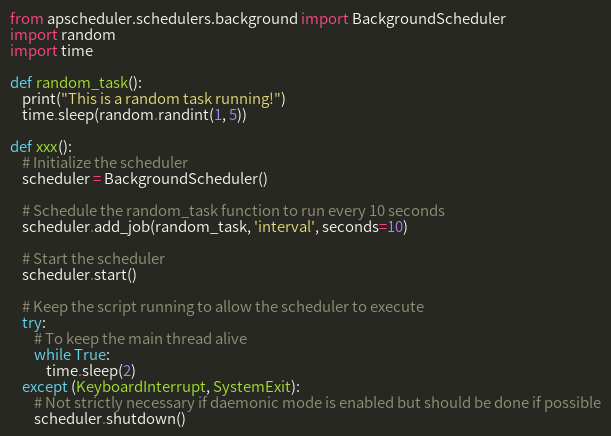 from apscheduler.schedulers.background import BackgroundScheduler
import random
import time

def random_task():
    print("This is a random task running!")
    time.sleep(random.randint(1, 5))

def xxx():
    # Initialize the scheduler
    scheduler = BackgroundScheduler()

    # Schedule the random_task function to run every 10 seconds
    scheduler.add_job(random_task, 'interval', seconds=10)

    # Start the scheduler
    scheduler.start()

    # Keep the script running to allow the scheduler to execute
    try:
        # To keep the main thread alive
        while True:
            time.sleep(2)
    except (KeyboardInterrupt, SystemExit):
        # Not strictly necessary if daemonic mode is enabled but should be done if possible
        scheduler.shutdown()